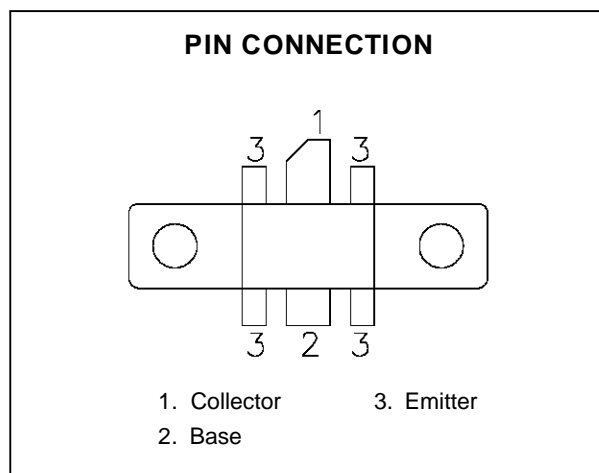 PIN CONNECTION
1
3 3
3 2 3
1. Collector 3. Emitter
2. Base